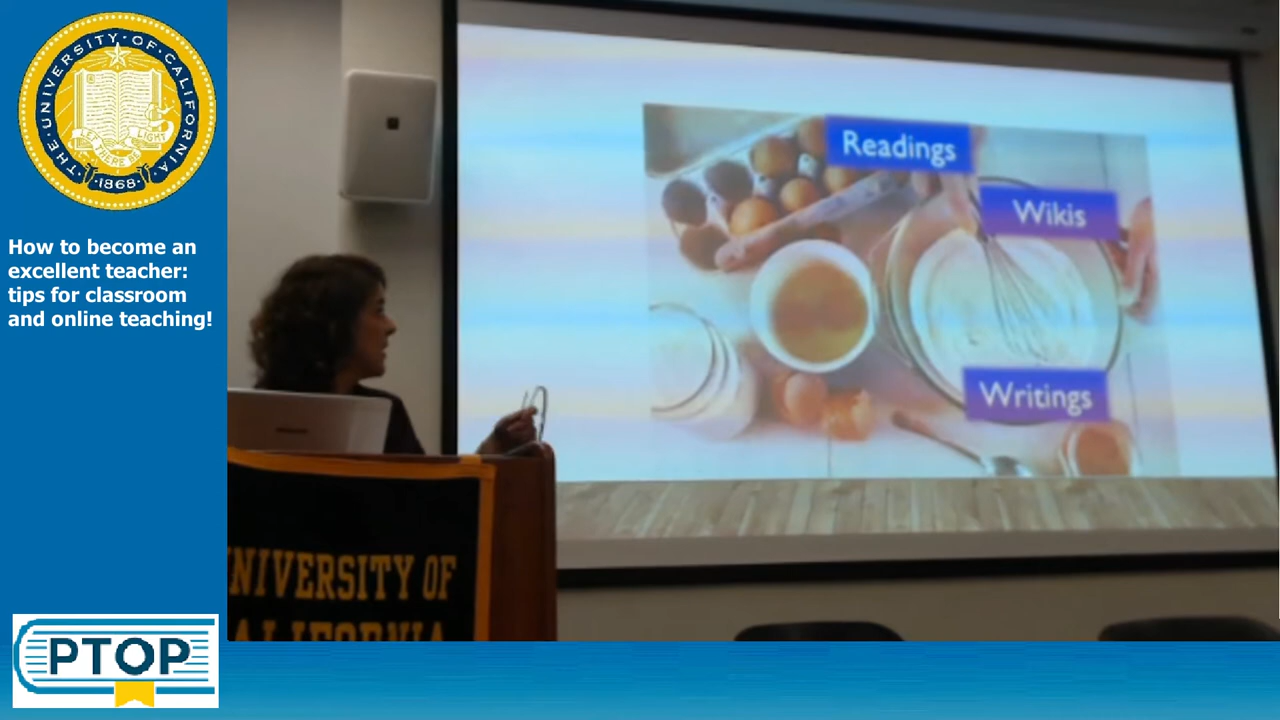 ·THE·UNIVERSITY·OF·CALIFORNIA·
LET THERE BE LIGHT
·1868·
How to become an
excellent teacher:
tips for classroom
and online teaching!
PTOP
Readings
Wikis
Writings
NIVERSITY OF
ALIFORNIA